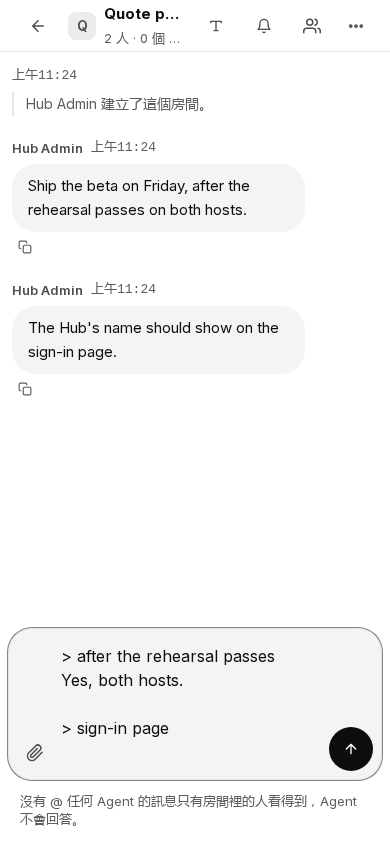 Q
Quote p...
2 人 · 0 個 ...
上午11:24
Hub Admin 建立了這個房間。
Hub Admin 上午11:24
Ship the beta on Friday, after the
rehearsal passes on both hosts.
Hub Admin 上午11:24
The Hub's name should show on the
sign-in page.
> after the rehearsal passes
Yes, both hosts.
> sign-in page
沒有 @ 任何 Agent 的訊息只有房間裡的人看得到，Agent
不會回答。